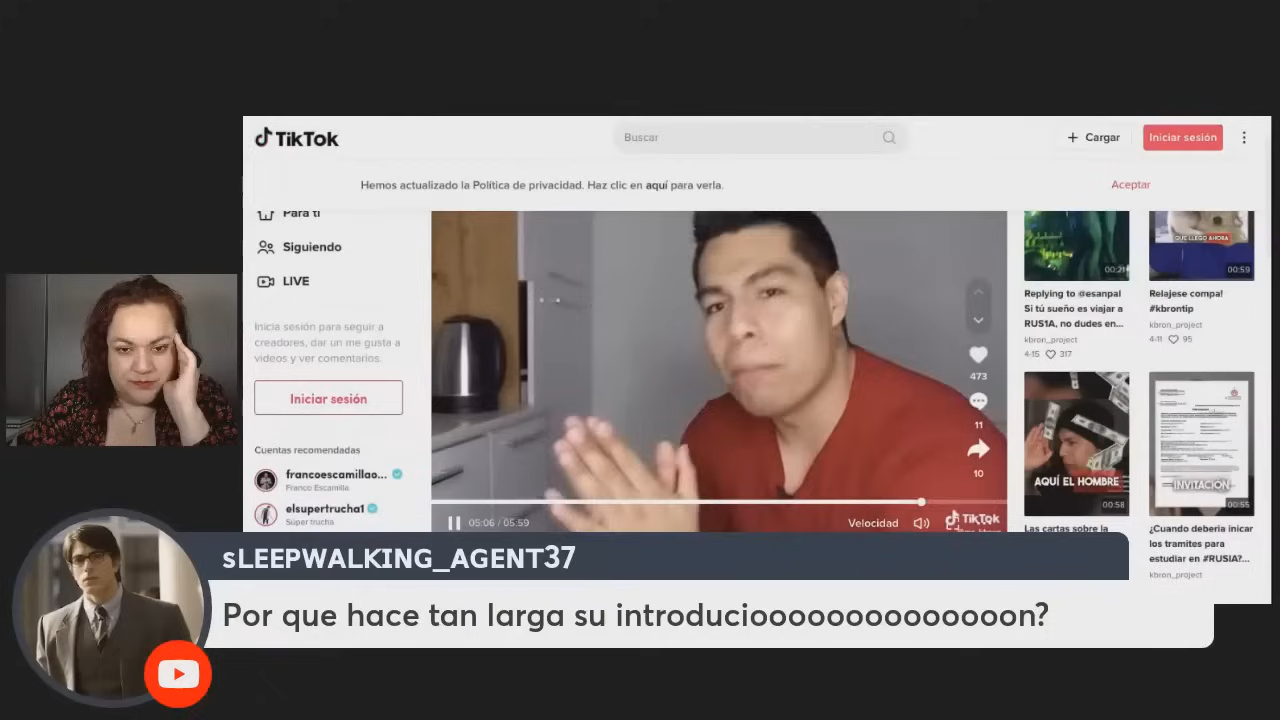 TikTok
Buscar
+ Cargar
Iniciar sesión
Hemos actualizado la Política de privacidad. Haz clic en aquí para verla.
Aceptar
Para ti
Siguiendo
LIVE
Inicia sesión para seguir a
creadores, dar un me gusta a
videos y ver comentarios.
Iniciar sesión
Cuentas recomendadas
francoescamillao...
Franco Escamilla
elsupertrucha1
Súper trucha
473
11
10
05:06 / 05:59
Velocidad
TikTok
00:21
Replying to @esanpal
Si tú sueño es viajar a
RUS1A, no dudes en...
kbron_project
4-15 317
QUE LLEGO AHORA
00:59
Relajese compa!
#kbrontip
kbron_project
4-11 95
AQUÍ EL HOMBRE
00:58
Las cartas sobre la
INVITACION
00:55
¿Cuando deberia inicar
los tramites para
estudiar en #RUSIA?...
kbron_project
sLEEPWALKING_AGENT37
Por que hace tan larga su introduciooooooooooooooon?